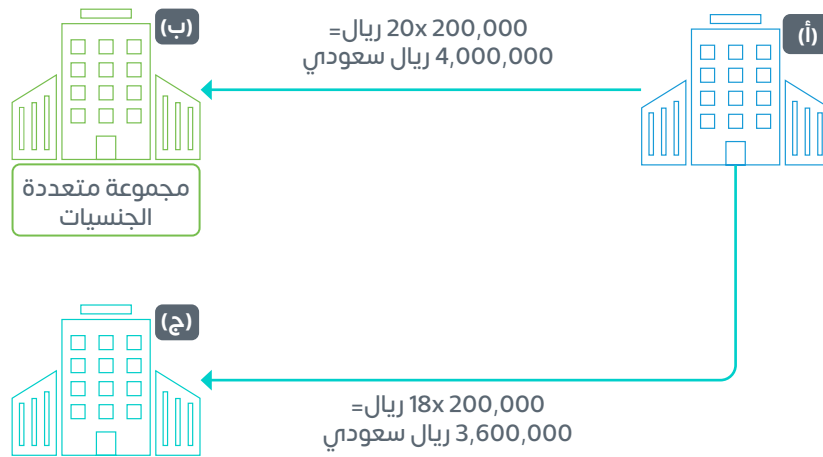 (أ)
200,000 20x ريال=
4,000,000 ريال سعودي
(ب)
مجموعة متعددة
الجنسيات
(ج)
200,000 18x ريال=
3,600,000 ريال سعودي